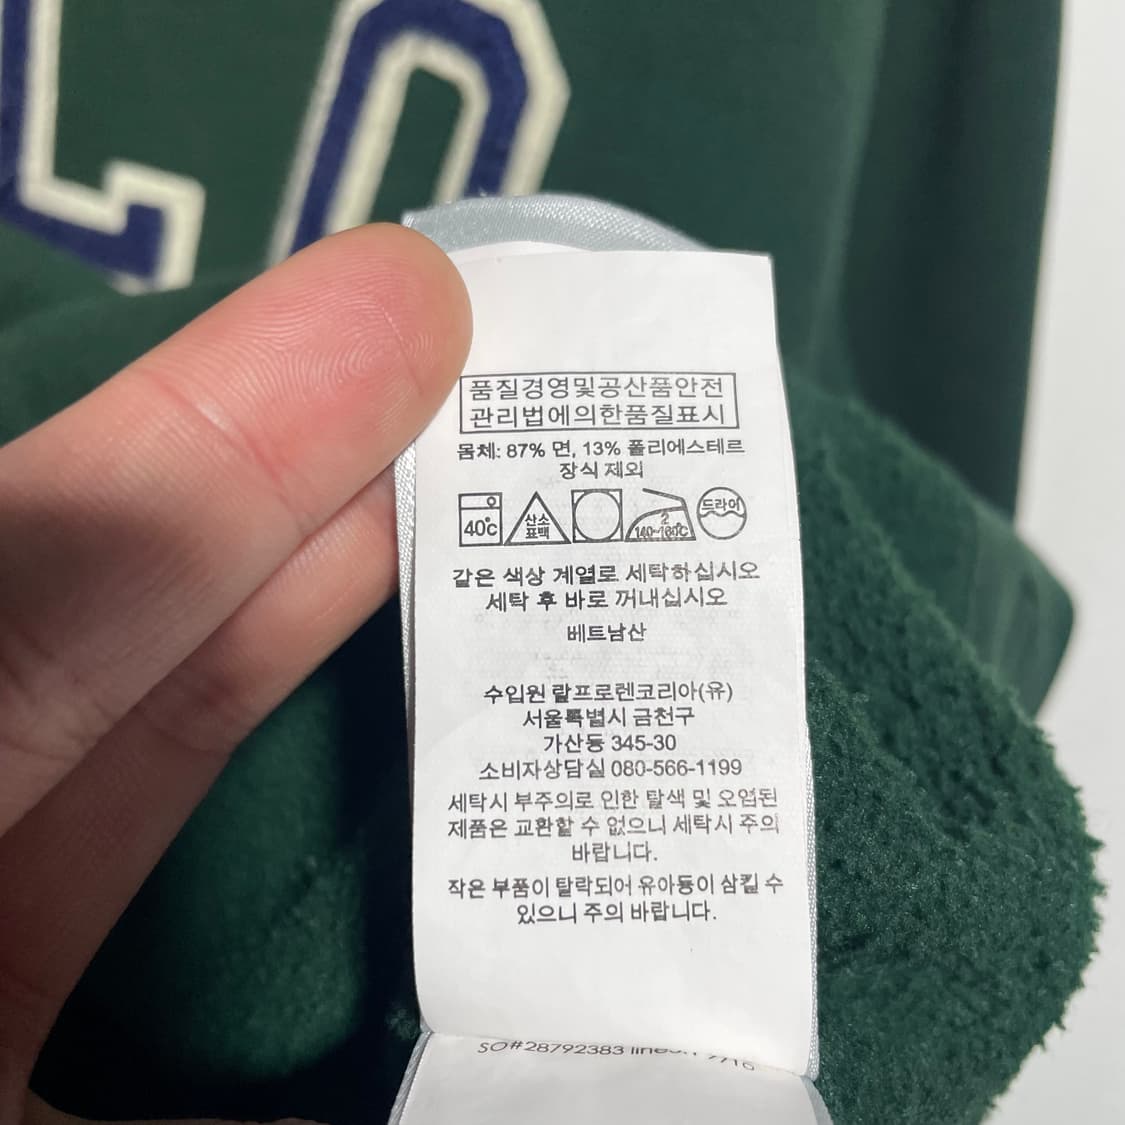 LO
품질경영및공산품안전
관리법에의한품질표시
몸체: 87% 면, 13% 폴리에스테르
장식 제외
40℃ 산소 표백 2 140~160℃ 드라이
같은 색상 계열로 세탁하십시오
세탁 후 바로 꺼내십시오
베트남산
수입원 랄프로렌코리아(유)
서울특별시 금천구
가산동 345-30
소비자상담실 080-566-1199
세탁시 부주의로 인한 탈색 및 오염된
제품은 교환할 수 없으니 세탁시 주의
바랍니다.
작은 부품이 탈락되어 유아등이 삼킬 수
있으니 주의 바랍니다.
SO#28792383